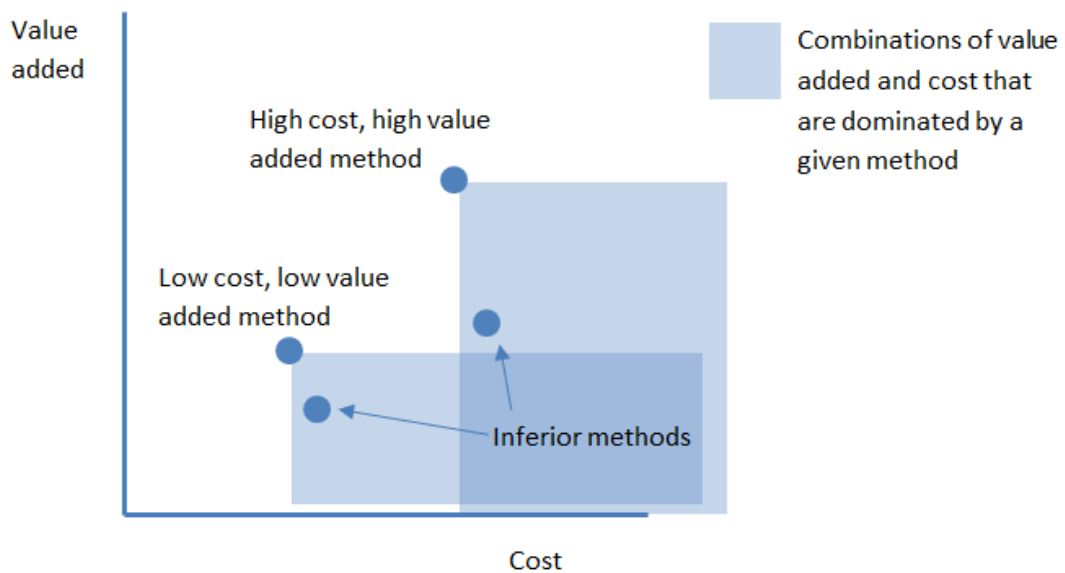 Value
added
Combinations of value
added and cost that
are dominated by a
given method
High cost, high value
added method
Low cost, low value
added method
Inferior methods
Cost